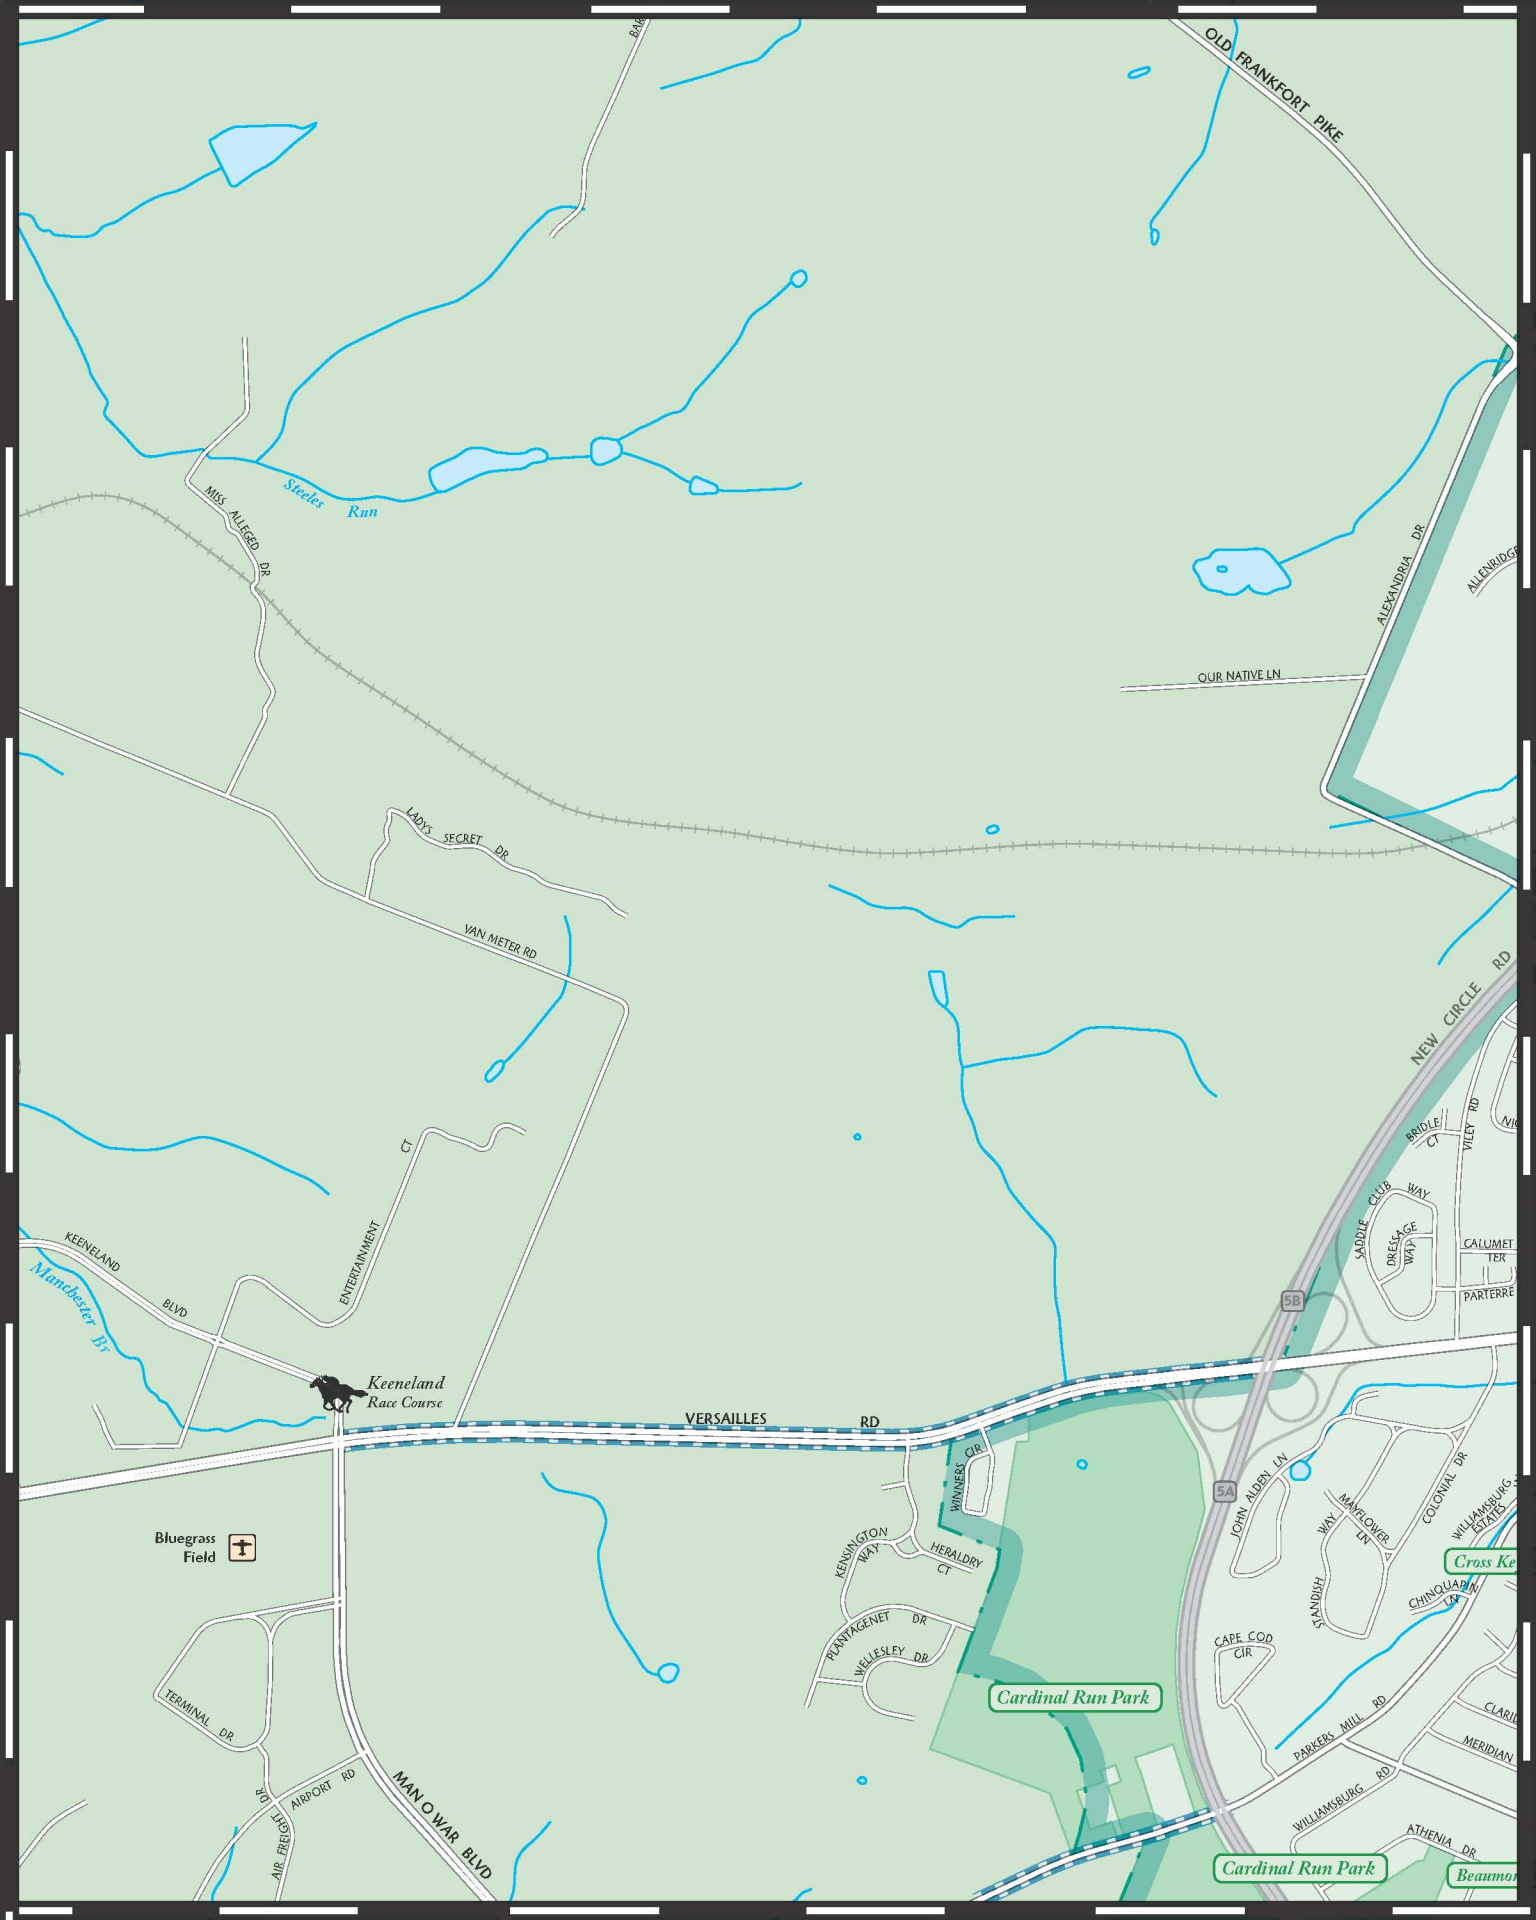 BAR
OLD FRANKFORT PIKE
Steeles Run
MISS ALLEGED DR
ALEXANDRIA DR
ALLENRIDGE
OUR NATIVE LN
LADYS SECRET DR
VAN METER RD
NEW CIRCLE RD
BRIDLE CT
VILEY RD
NIC
ENTERTAINMENT CT
SADDLE CLUB WAY
DRESSAGE WAY
CALUMET TER
PARTERRE
KEENELAND BLVD
Manchester Br
5B
Keeneland
Race Course
VERSAILLES RD
WINNERS CIR
5A
JOHN ALDEN LN
MAYFLOWER LN
COLONIAL DR
WILLIAMSBURG
ESTATES
Bluegrass
Field
KENSINGTON
WAY
HERALDRY
CT
STANDISH WAY
Cross Ke
CHINQUAPIN
LN
PLANTAGENET DR
WELLESLEY DR
CAPE COD
CIR
Cardinal Run Park
TERMINAL DR
PARKERS MILL RD
CLARID
MERIDIAN
AIRPORT RD
MAN O WAR BLVD
WILLIAMSBURG RD
AIR FREIGHT DR
ATHENIA DR
Cardinal Run Park
Beaumon